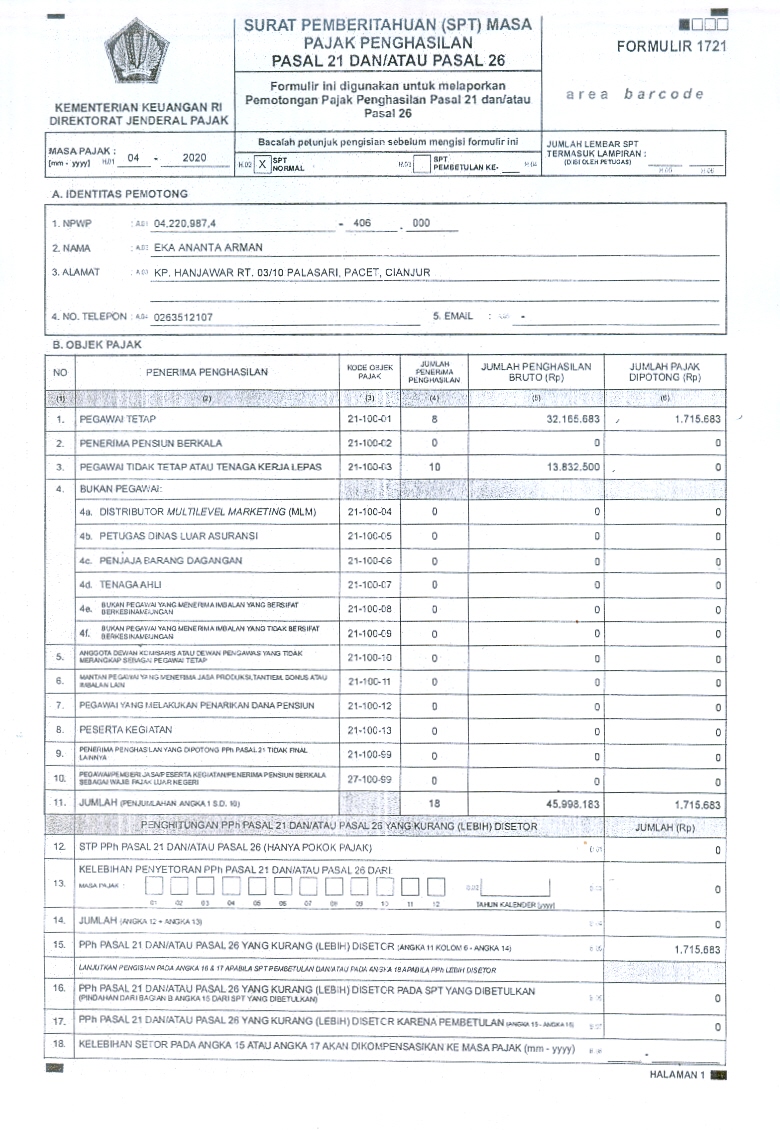 SURAT PEMBERITAHUAN (SPT) MASA
PAJAK PENGHASILAN
PASAL 21 DAN/ATAU PASAL 26
Formulir ini digunakan untuk melaporkan
Pemotongan Pajak Penghasilan Pasal 21 dan/atau
Pasal 26
FORMULIR 1721
area barcode
KEMENTERIAN KEUANGAN RI
DIREKTORAT JENDERAL PAJAK
MASA PAJAK :
[mm - yyyy] H.01 04 - 2020
Bacalah petunjuk pengisian sebelum mengisi formulir ini
H.02 X SPT NORMAL H.03 SPT PEMBETULAN KE- H.04
JUMLAH LEMBAR SPT
TERMASUK LAMPIRAN :
(DIISI OLEH PETUGAS) H.05 H.06
A. IDENTITAS PEMOTONG
1. NPWP : A.01 04,220,987,4 - 406 . 000
2. NAMA : A.02 EKA ANANTA ARMAN
3. ALAMAT : A.03 KP. HANJAWAR RT. 03/10 PALASARI, PACET, CIANJUR
4. NO. TELEPON : A.04 0263512107 5. EMAIL : -
B. OBJEK PAJAK
NO PENERIMA PENGHASILAN KODE OBJEK PAJAK JUMLAH PENERIMA PENGHASILAN JUMLAH PENGHASILAN BRUTO (Rp) JUMLAH PAJAK DIPOTONG (Rp)
(1) (2) (3) (4) (5) (6)
1. PEGAWAI TETAP 21-100-01 8 32.165.683 1.715.683
2. PENERIMA PENSIUN BERKALA 21-100-02 0 0 0
3. PEGAWAI TIDAK TETAP ATAU TENAGA KERJA LEPAS 21-100-03 10 13.832.500 0
4. BUKAN PEGAWAI:
4a. DISTRIBUTOR MULTILEVEL MARKETING (MLM) 21-100-04 0 0 0
4b. PETUGAS DINAS LUAR ASURANSI 21-100-05 0 0 0
4c. PENJAJA BARANG DAGANGAN 21-100-06 0 0 0
4d. TENAGA AHLI 21-100-07 0 0 0
4e. BUKAN PEGAWAI YANG MENERIMA IMBALAN YANG BERSIFAT BERKESINAMBUNGAN 21-100-08 0 0 0
4f. BUKAN PEGAWAI YANG MENERIMA IMBALAN YANG TIDAK BERSIFAT BERKESINAMBUNGAN 21-100-09 0 0 0
5. ANGGOTA DEWAN KOMISARIS ATAU DEWAN PENGAWAS YANG TIDAK MERANGKAP SEBAGAI PEGAWAI TETAP 21-100-10 0 0 0
6. MANTAN PEGAWAI YANG MENERIMA JASA PRODUKSI, TANTIEM, BONUS ATAU IMBALAN LAIN 21-100-11 0 0 0
7. PEGAWAI YANG MELAKUKAN PENARIKAN DANA PENSIUN 21-100-12 0 0 0
8. PESERTA KEGIATAN 21-100-13 0 0 0
9. PENERIMA PENGHASILAN YANG DIPOTONG PPh PASAL 21 TIDAK FINAL LAINNYA 21-100-99 0 0 0
10. PEGAWAI/PEMBERI JASA/PESERTA KEGIATAN/PENERIMA PENSIUN BERKALA SEBAGAI WAJIB PAJAK LUAR NEGERI 27-100-99 0 0 0
11. JUMLAH (PENJUMLAHAN ANGKA 1 S.D. 10) 18 45.998.183 1.715.683
PENGHITUNGAN PPh PASAL 21 DAN/ATAU PASAL 26 YANG KURANG (LEBIH) DISETOR JUMLAH (Rp)
12. STP PPh PASAL 21 DAN/ATAU PASAL 26 (HANYA POKOK PAJAK) 0
13. KELEBIHAN PENYETORAN PPh PASAL 21 DAN/ATAU PASAL 26 DARI:
MASA PAJAK : 0
01 02 03 04 05 06 07 08 09 10 11 12 TAHUN KALENDER [yyyy]
14. JUMLAH (ANGKA 12 + ANGKA 13) 0
15. PPh PASAL 21 DAN/ATAU PASAL 26 YANG KURANG (LEBIH) DISETOR (ANGKA 11 KOLOM 6 - ANGKA 14) 1.715.683
LANJUTKAN PENGISIAN PADA ANGKA 16 & 17 APABILA SPT PEMBETULAN DAN/ATAU PADA ANGKA 18 APABILA PPh LEBIH DISETOR
16. PPh PASAL 21 DAN/ATAU PASAL 26 YANG KURANG (LEBIH) DISETOR PADA SPT YANG DIBETULKAN
(PINDAHAN DARI BAGIAN B ANGKA 15 DARI SPT YANG DIBETULKAN) 0
17. PPh PASAL 21 DAN/ATAU PASAL 26 YANG KURANG (LEBIH) DISETOR KARENA PEMBETULAN (ANGKA 15 - ANGKA 16) 0
18. KELEBIHAN SETOR PADA ANGKA 15 ATAU ANGKA 17 AKAN DIKOMPENSASIKAN KE MASA PAJAK (mm - yyyy) -
HALAMAN 1